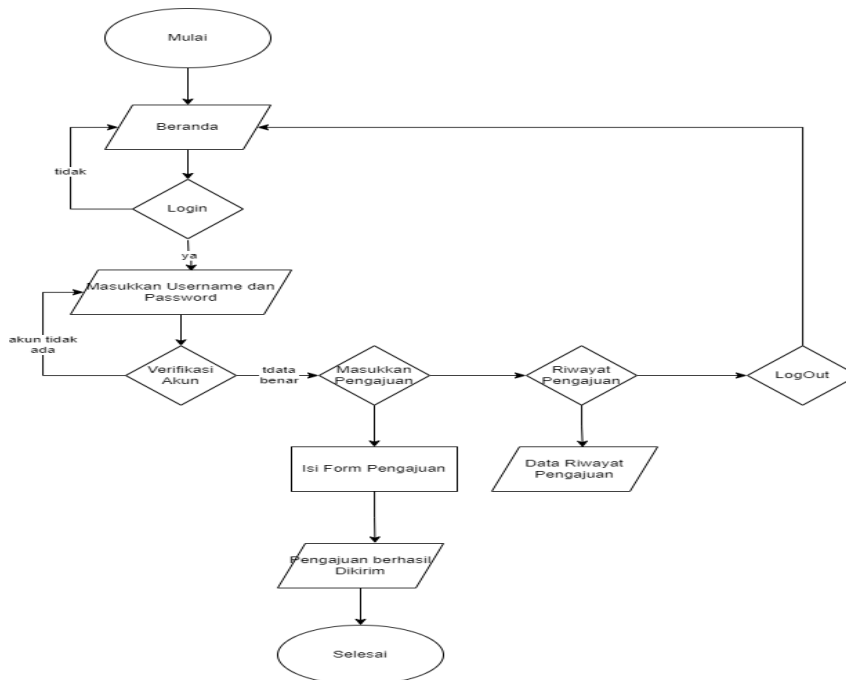 Mulai
Beranda
tidak
Login
ya
Masukkan Username dan
Password
akun tidak
ada
Verifikasi
Akun
tdata
benar
Masukkan
Pengajuan
Riwayat
Pengajuan
LogOut
Isi Form Pengajuan
Data Riwayat
Pengajuan
Pengajuan berhasil
Dikirim
Selesai